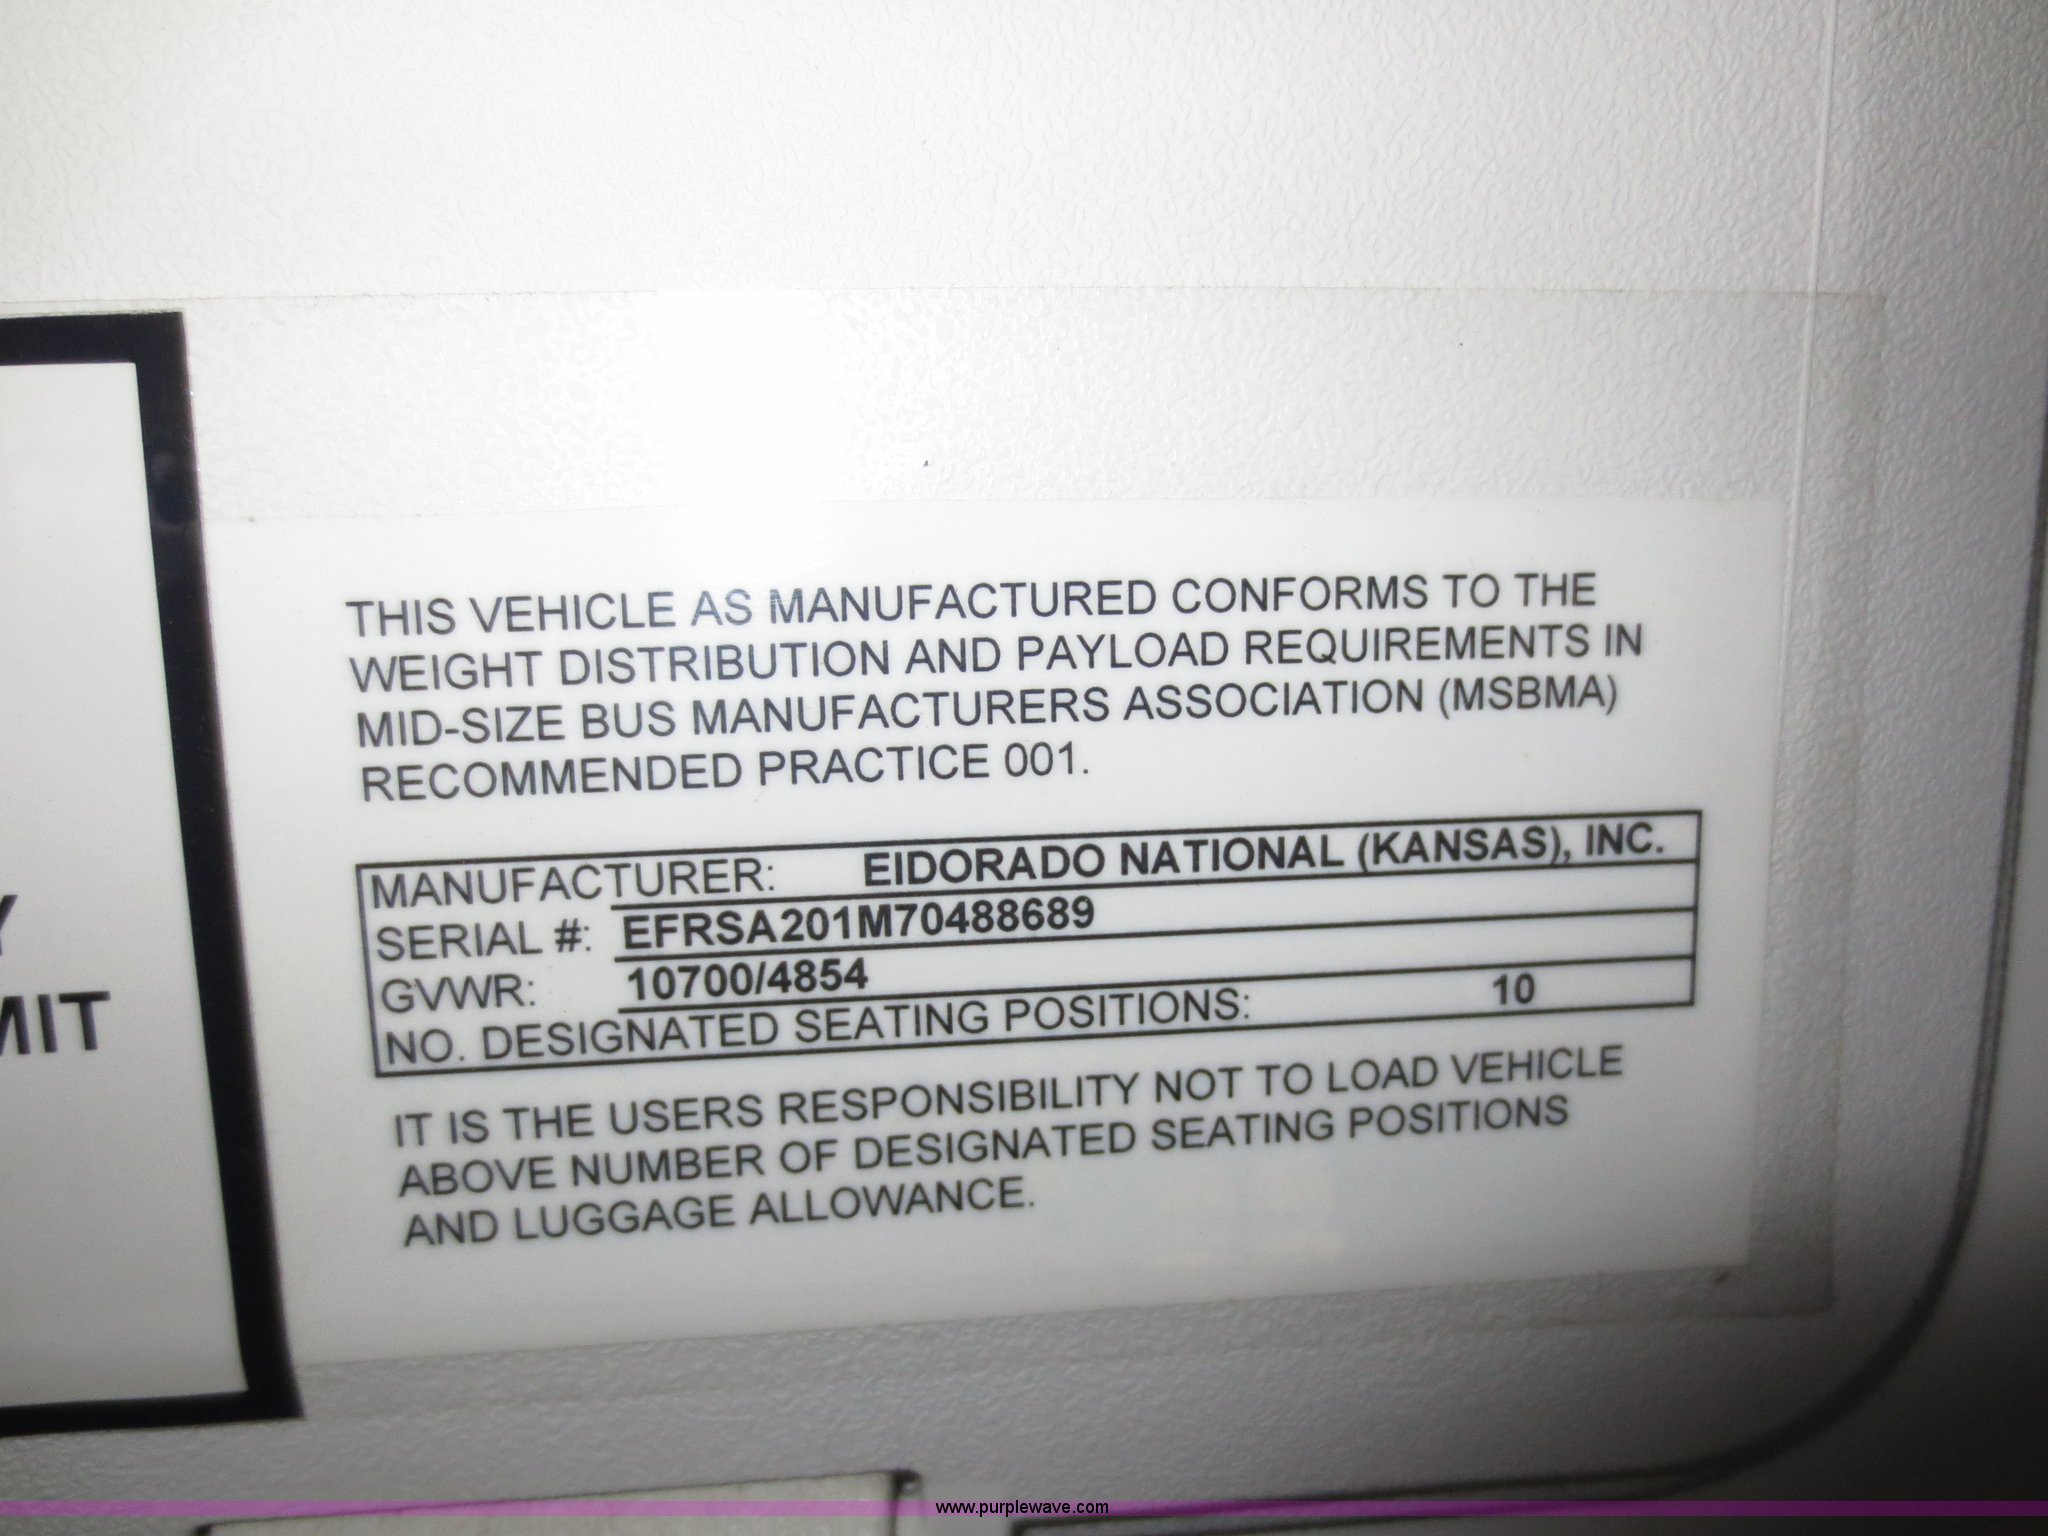 THIS VEHICLE AS MANUFACTURED CONFORMS TO THE
WEIGHT DISTRIBUTION AND PAYLOAD REQUIREMENTS IN
MID-SIZE BUS MANUFACTURERS ASSOCIATION (MSBMA)
RECOMMENDED PRACTICE 001.
MANUFACTURER: EIDORADO NATIONAL (KANSAS), INC.
SERIAL #: EFRSA201M70488689
GVWR: 10700/4854
NO. DESIGNATED SEATING POSITIONS: 10
IT IS THE USERS RESPONSIBILITY NOT TO LOAD VEHICLE
ABOVE NUMBER OF DESIGNATED SEATING POSITIONS
AND LUGGAGE ALLOWANCE.
Y
MIT
www.purplewave.com